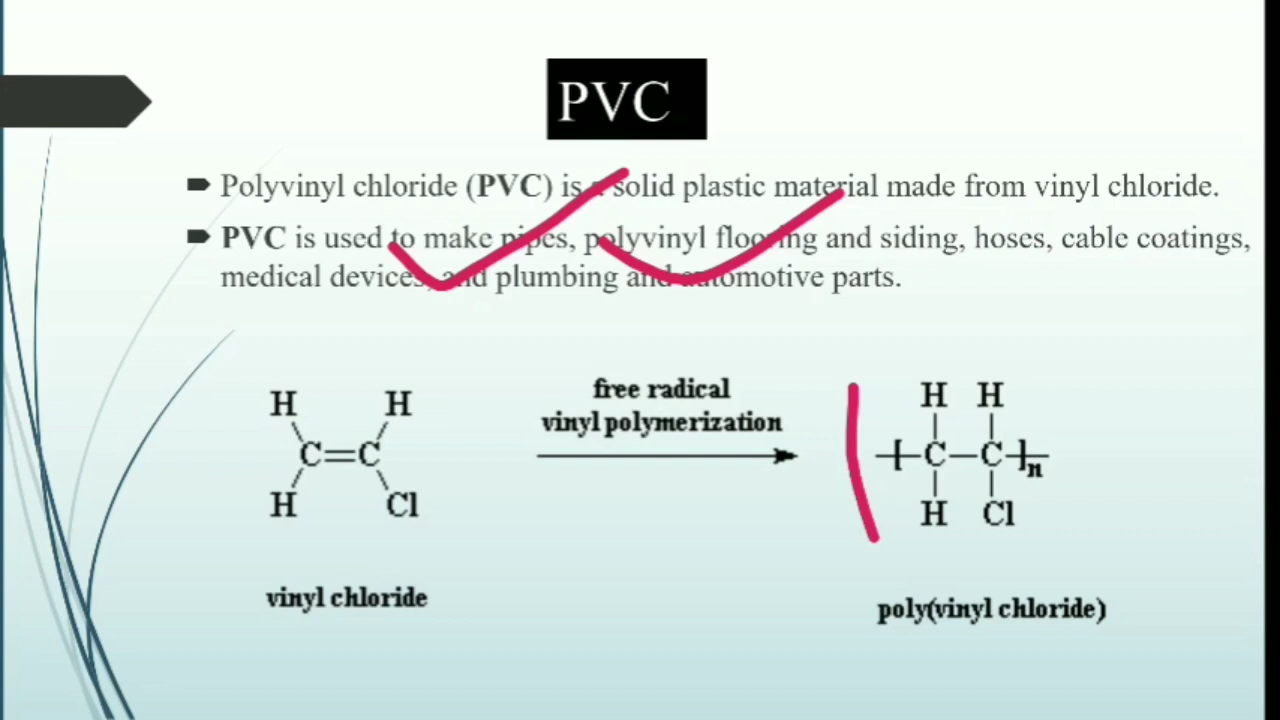 PVC
Polyvinyl chloride (PVC) is a solid plastic material made from vinyl chloride.
PVC is used to make pipes, polyvinyl flooring and siding, hoses, cable coatings,
medical devices, and plumbing and automotive parts.
free radical
vinyl polymerization
H H
C=C
H Cl
H H
-[-C-C-]-n
H Cl
vinyl chloride
poly(vinyl chloride)